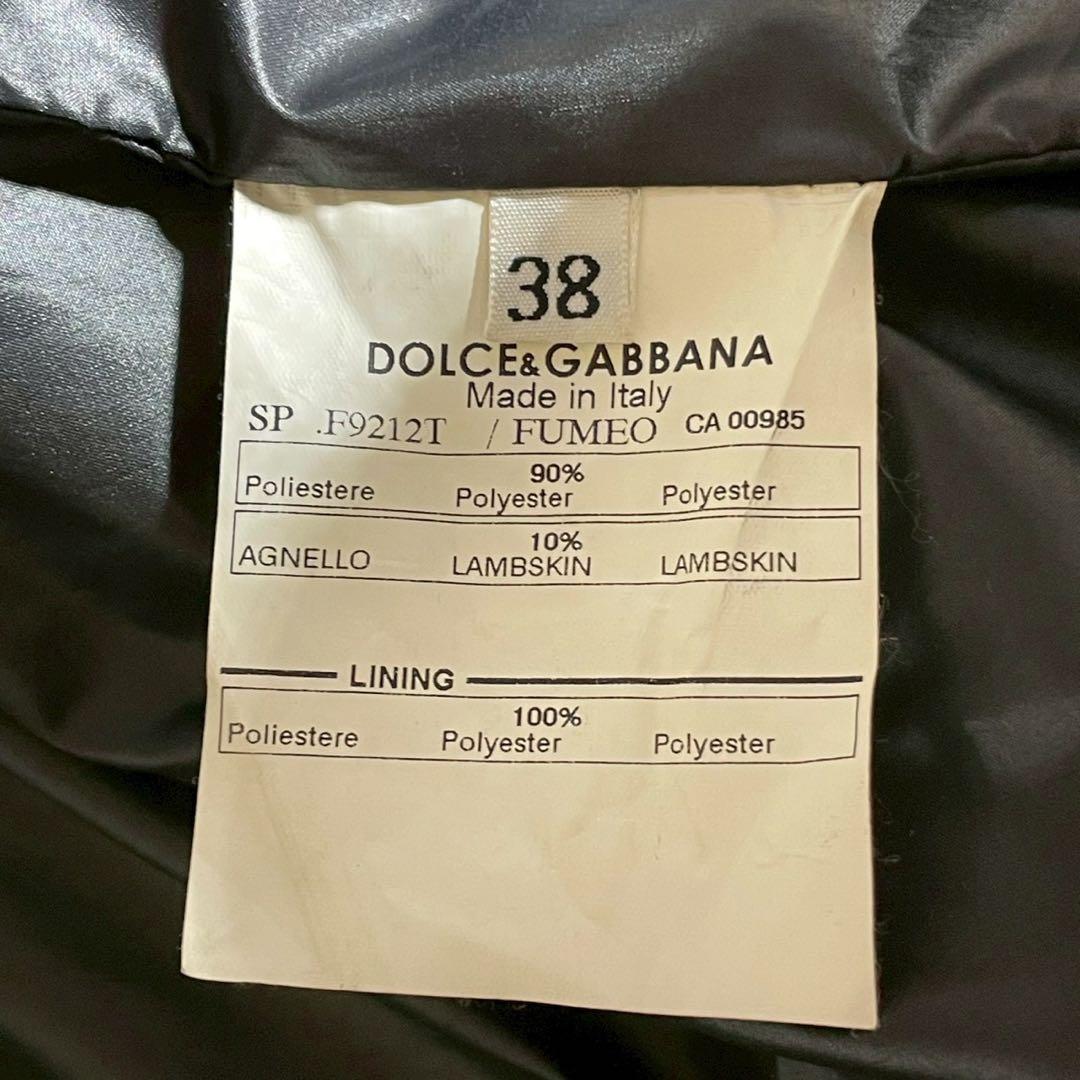 38
DOLCE&GABBANA
Made in Italy
SP .F9212T / FUMEO CA 00985
90%
Poliestere Polyester Polyester
10%
AGNELLO LAMBSKIN LAMBSKIN
LINING
100%
Poliestere Polyester Polyester